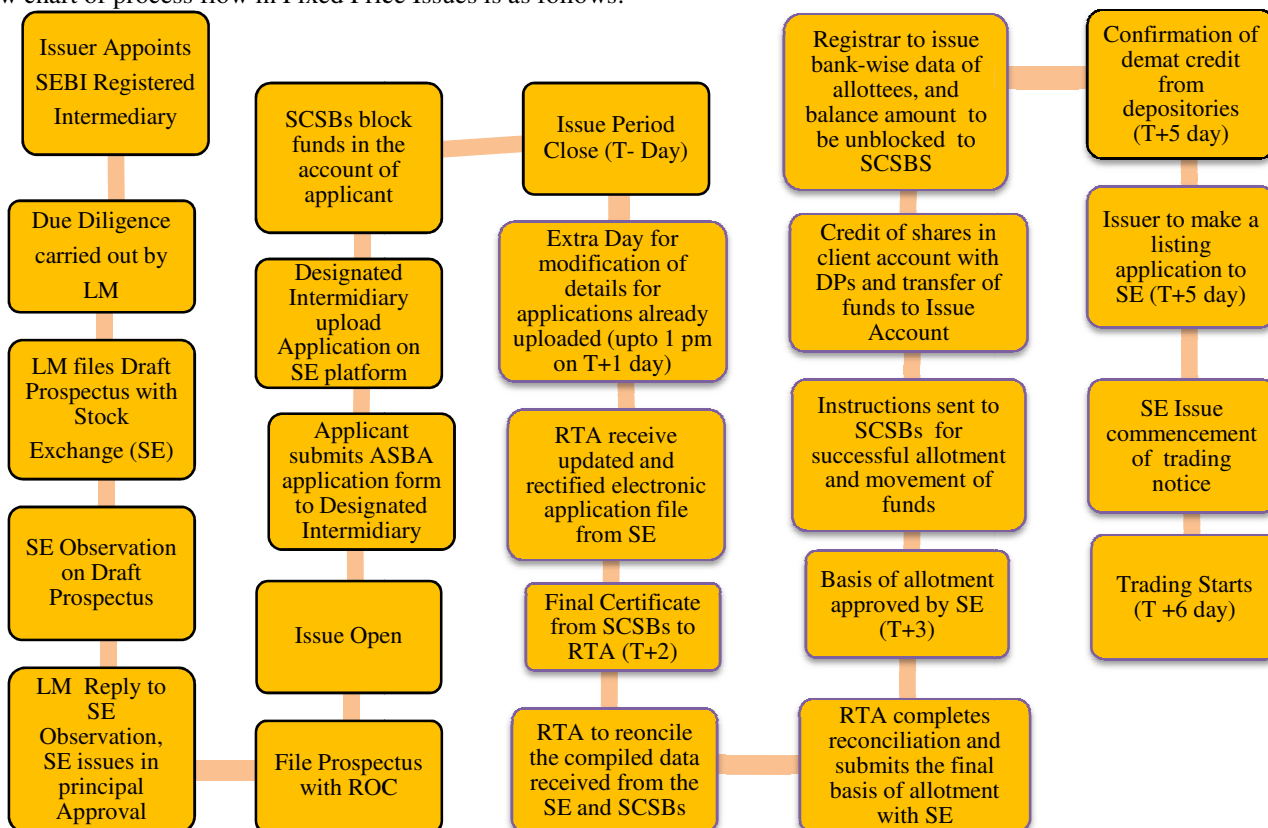 w chart of process flow in Fixed Price Issues is as follows:
Issuer Appoints
SEBI Registered
Intermediary
Due Diligence
carried out by
LM
LM files Draft
Prospectus with
Stock
Exchange (SE)
SE Observation
on Draft
Prospectus
LM Reply to
SE
Observation,
SE issues in
principal
Approval
File Prospectus
with ROC
Issue Open
Applicant
submits ASBA
application form
to Designated
Intermidiary
Designated
Intermidiary
upload
Application on
SE platform
SCSBs block
funds in the
account of
applicant
Issue Period
Close (T- Day)
Extra Day for
modification of
details for
applications already
uploaded (upto 1 pm
on T+1 day)
RTA receive
updated and
rectified electronic
application file
from SE
Final Certificate
from SCSBs to
RTA (T+2)
RTA to reconcile
the compiled data
received from the
SE and SCSBs
RTA completes
reconciliation and
submits the final
basis of allotment
with SE
Basis of allotment
approved by SE
(T+3)
Instructions sent to
SCSBs for
successful allotment
and movement of
funds
Credit of shares in
client account with
DPs and transfer of
funds to Issue
Account
Registrar to issue
bank-wise data of
allottees, and
balance amount to
be unblocked to
SCSBS
Confirmation of
demat credit
from
depositories
(T+5 day)
Issuer to make a
listing
application to
SE (T+5 day)
SE Issue
commencement
of trading
notice
Trading Starts
(T +6 day)